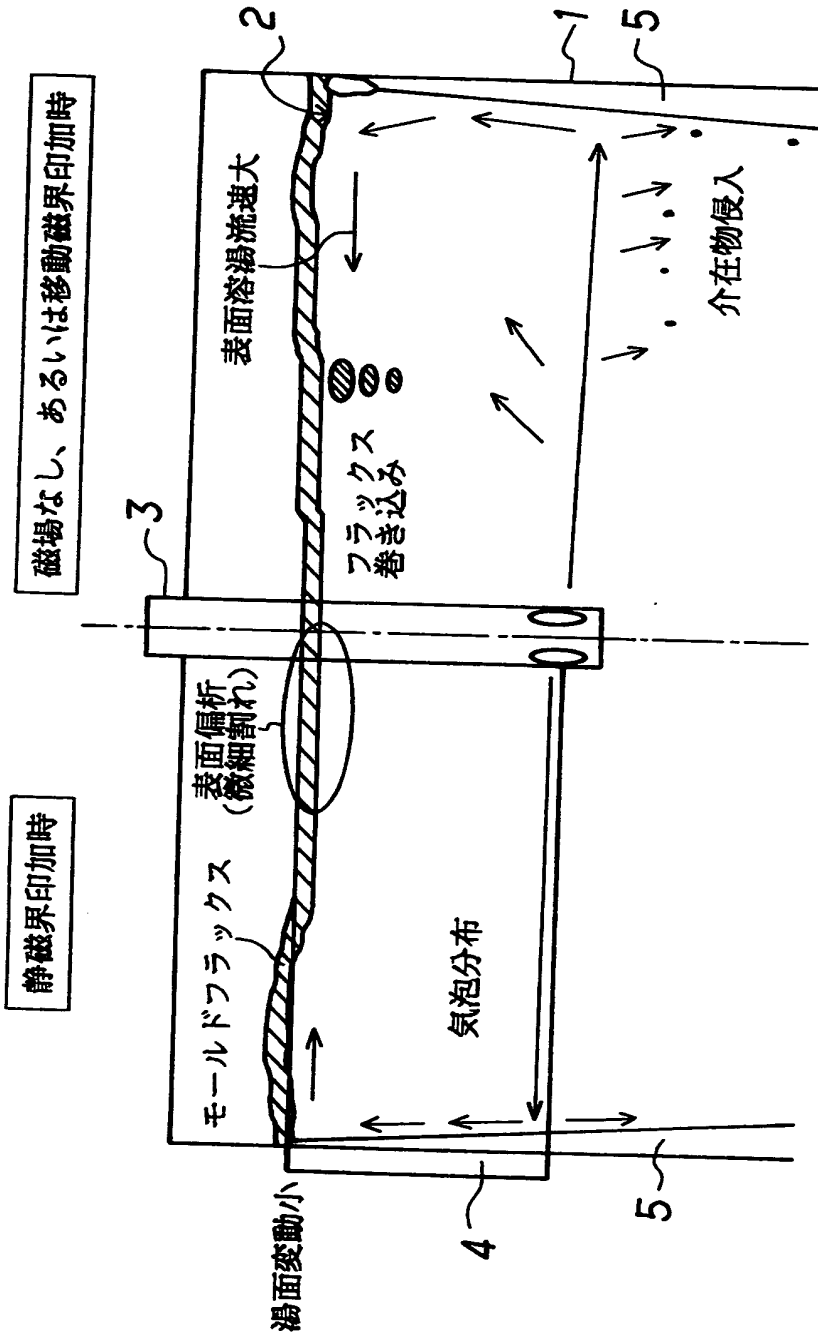 静磁界印加時
磁場なし、あるいは移動磁界印加時
3
2
モールドフラックス
表面偏析
(微細割れ)
表面溶湯流速大
湯面変動小
フラックス
巻き込み
気泡分布
介在物侵入
4
5
1
5